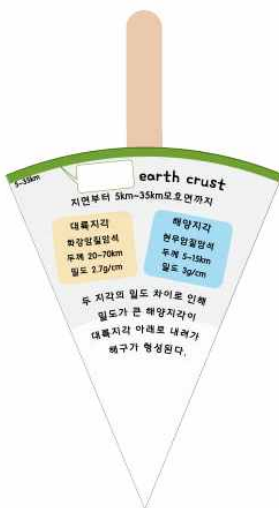 5~35km
earth crust
지면부터 5km~35km모호면까지
대륙지각
화강암질암석
두께 20~70km
밀도 2.7g/cm
해양지각
현무암질암석
두께 5~15km
밀도 3g/cm
두 지각의 밀도 차이로 인해
밀도가 큰 해양지각이
대륙지각 아래로 내려가
해구가 형성된다.